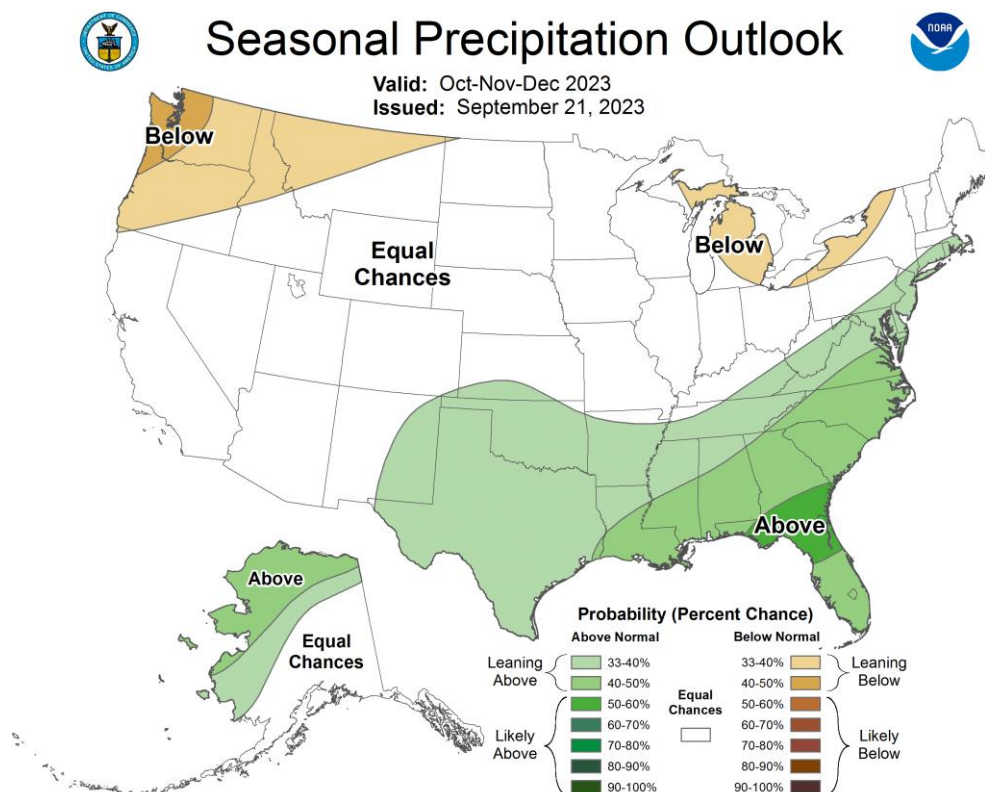 Seasonal Precipitation Outlook
NOAA
Valid: Oct-Nov-Dec 2023
Issued: September 21, 2023
Below
Equal
Chances
Below
Above
Above
Equal
Chances
Probability (Percent Chance)
Above Normal
Below Normal
Leaning
Above
33-40%
40-50%
50-60%
60-70%
70-80%
80-90%
90-100%
Likely
Above
Equal
Chances
33-40%
40-50%
50-60%
60-70%
70-80%
80-90%
90-100%
Leaning
Below
Likely
Below